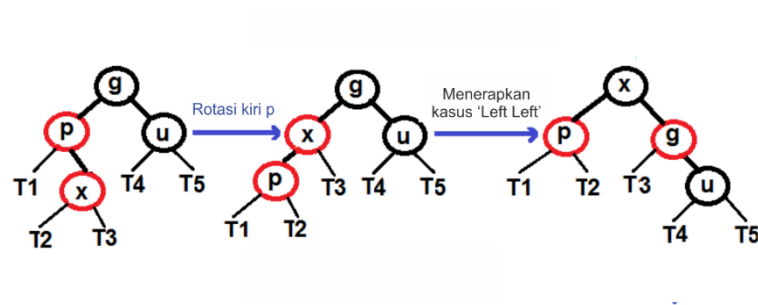 g
p
u
T1
x
T4
T5
T2
T3
Rotasi kiri p
g
x
u
p
T3
T4
T5
T1
T2
Menerapkan
kasus 'Left Left'
x
p
g
T1
T2
T3
u
T4
T5